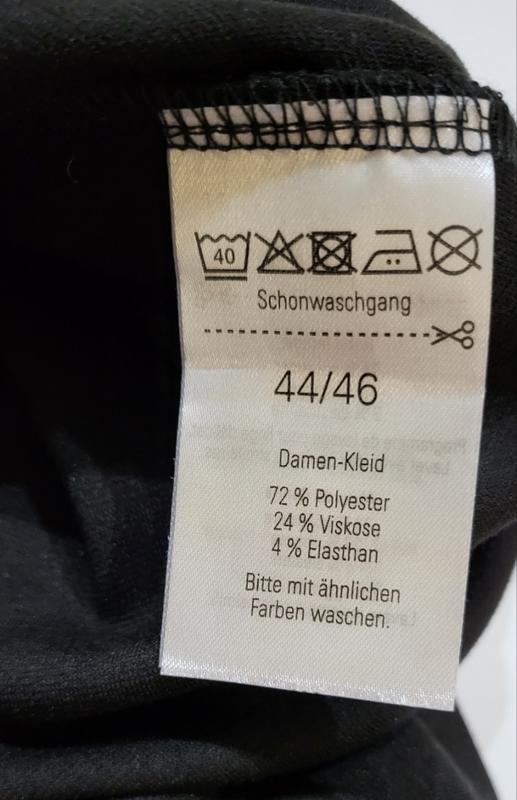 40
Schonwaschgang
44/46
Damen-Kleid
72 % Polyester
24 % Viskose
4 % Elasthan
Bitte mit ähnlichen
Farben waschen.